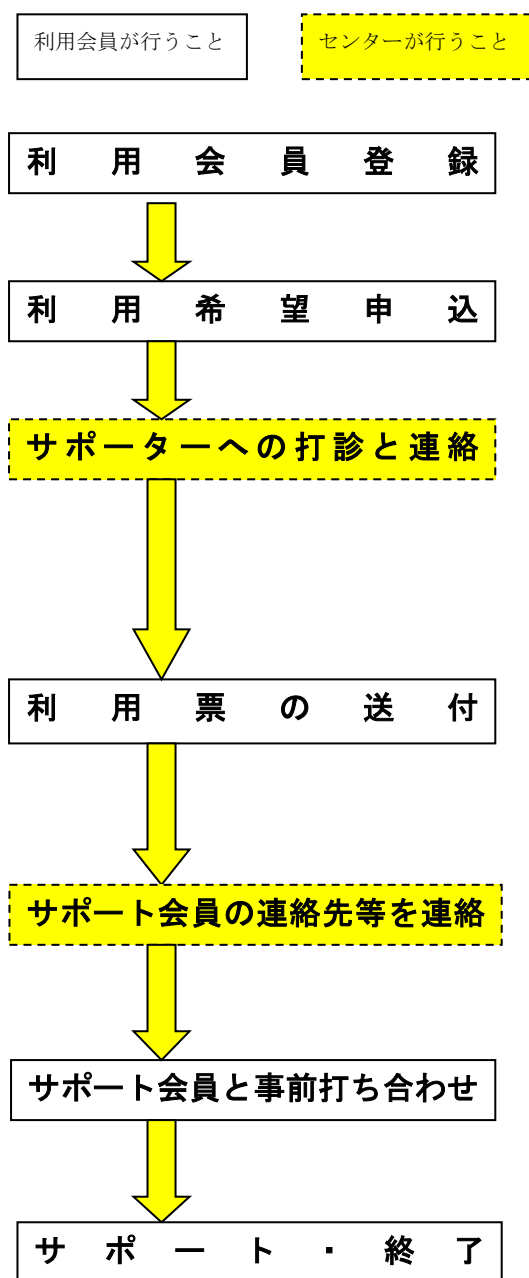 利用会員が行うこと
センターが行うこと
利用会員登録
利用希望申込
サポーターへの打診と連絡
利用票の送付
サポート会員の連絡先等を連絡
サポート会員と事前打ち合わせ
サポート・終了